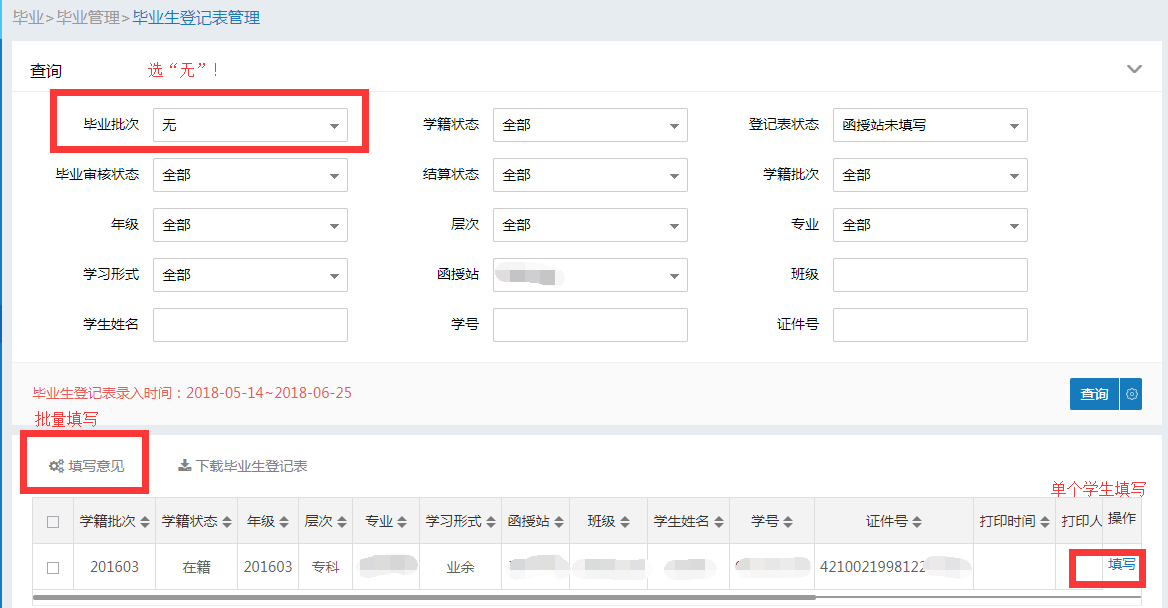 毕业>毕业管理>毕业生登记表管理
查询 选“无”！
毕业批次 无 学籍状态 全部 登记表状态 函授站未填写
毕业审核状态 全部 结算状态 全部 学籍批次 全部
年级 全部 层次 全部 专业 全部
学习形式 全部 函授站 班级
学生姓名 学号 证件号
毕业生登记表录入时间：2018-05-14~2018-06-25 查询
批量填写
填写意见 下载毕业生登记表
单个学生填写
学籍批次 学籍状态 年级 层次 专业 学习形式 函授站 班级 学生姓名 学号 证件号 打印时间 打印人 操作
201603 在籍 201603 专科 业余 4210021998122 填写